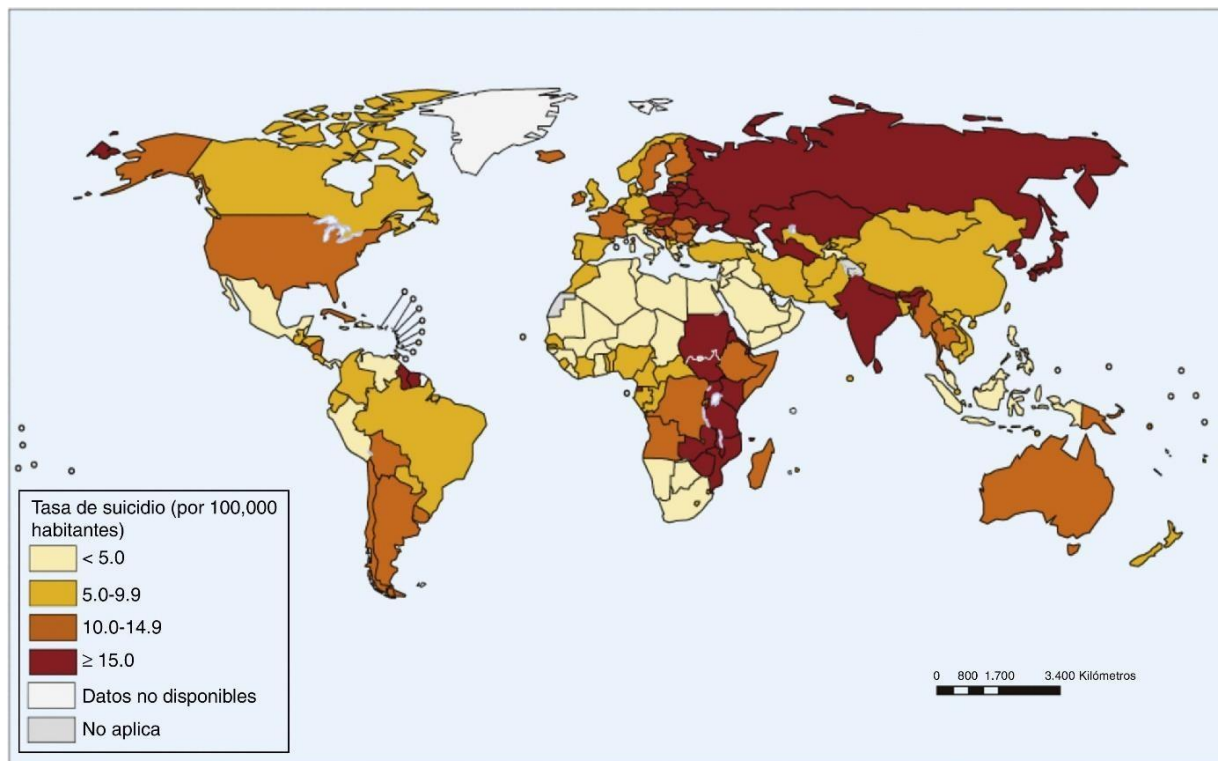 Tasa de suicidio (por 100,000
habitantes)
< 5.0
5.0-9.9
10.0-14.9
≥ 15.0
Datos no disponibles
No aplica
0 800 1.700 3.400 Kilómetros